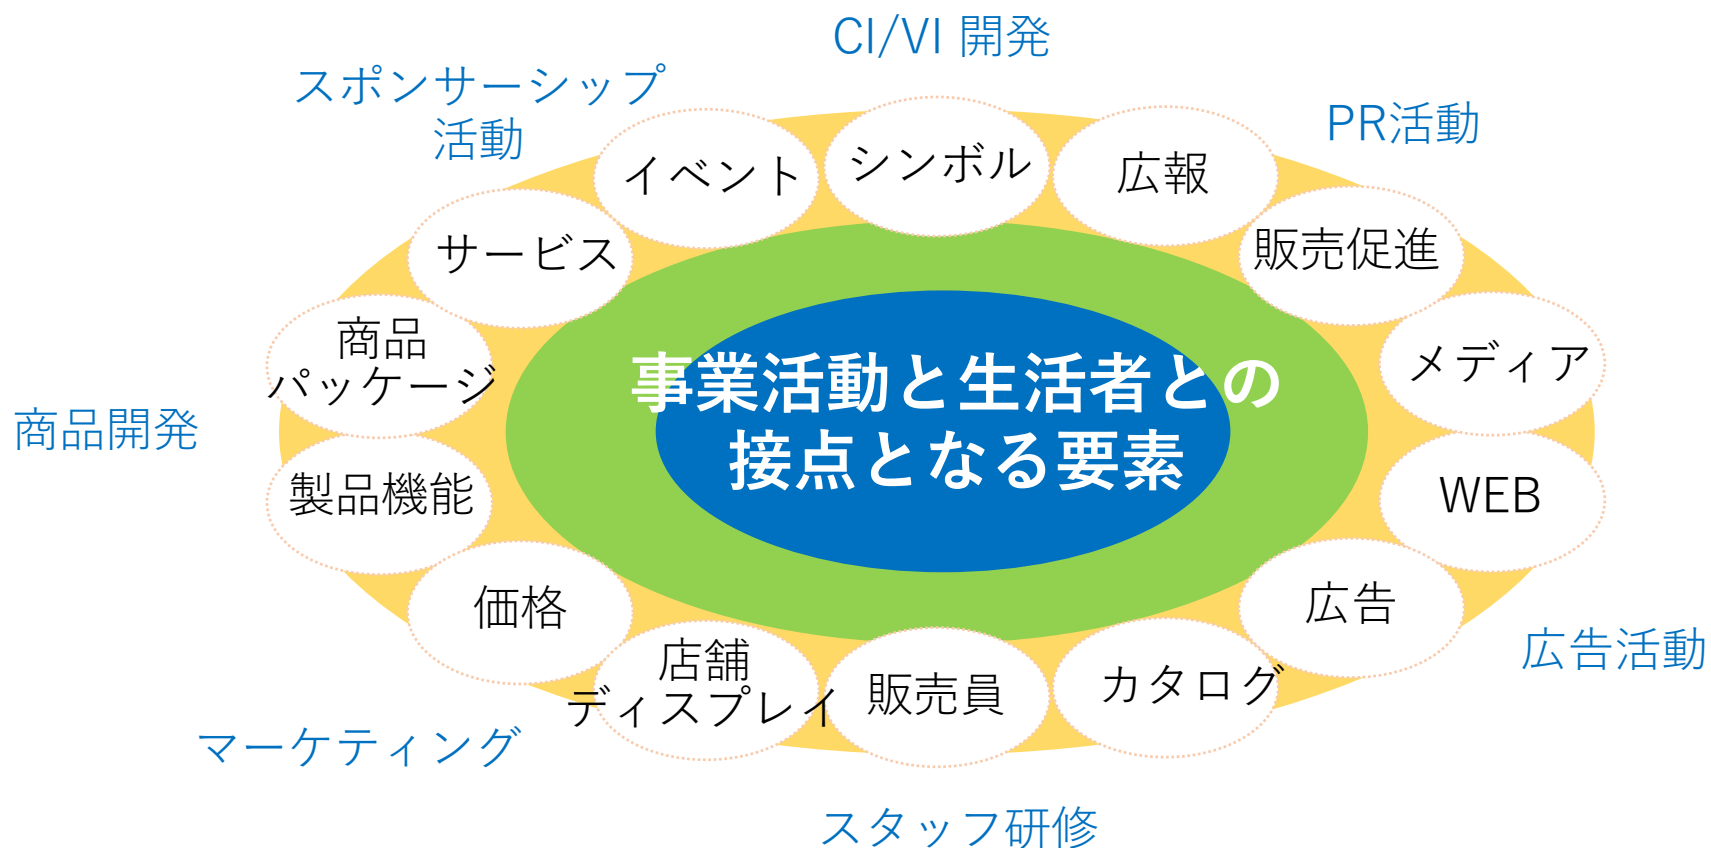 CI/VI 開発
スポンサーシップ
活動
PR活動
イベント
シンボル
広報
サービス
販売促進
商品
パッケージ
メディア
事業活動と生活者との
接点となる要素
商品開発
製品機能
WEB
価格
広告
店舗
ディスプレイ
販売員
カタログ
広告活動
マーケティング
スタッフ研修